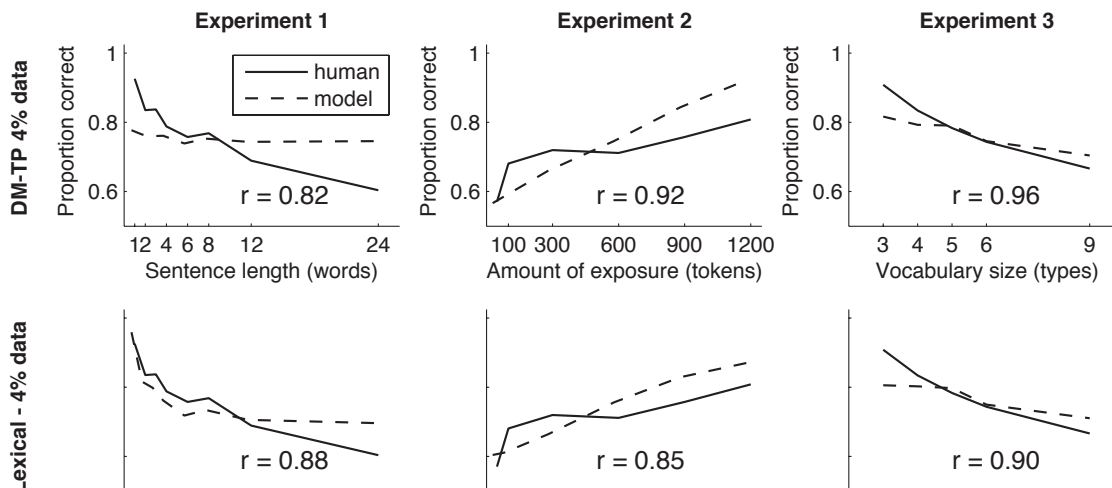 Experiment 1
Experiment 2
Experiment 3
DM-TP 4% data
Proportion correct
1
0.8
0.6
human
model
r = 0.82
12 4 6 8 12 24
Sentence length (words)
Proportion correct
1
0.8
0.6
r = 0.92
100 300 600 900 1200
Amount of exposure (tokens)
Proportion correct
1
0.8
0.6
r = 0.96
3 4 5 6 9
Vocabulary size (types)
Lexical - 4% data
r = 0.88
r = 0.85
r = 0.90